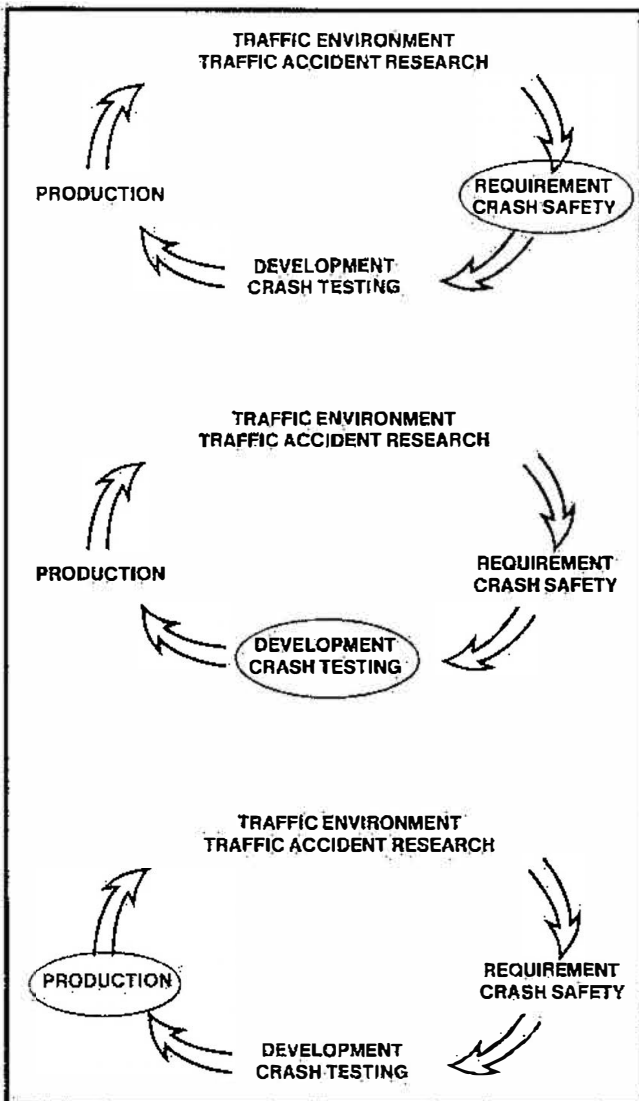 TRAFFIC ENVIRONMENT
TRAFFIC ACCIDENT RESEARCH
PRODUCTION
REQUIREMENT
CRASH SAFETY
DEVELOPMENT
CRASH TESTING
TRAFFIC ENVIRONMENT
TRAFFIC ACCIDENT RESEARCH
PRODUCTION
REQUIREMENT
CRASH SAFETY
DEVELOPMENT
CRASH TESTING
TRAFFIC ENVIRONMENT
TRAFFIC ACCIDENT RESEARCH
PRODUCTION
REQUIREMENT
CRASH SAFETY
DEVELOPMENT
CRASH TESTING